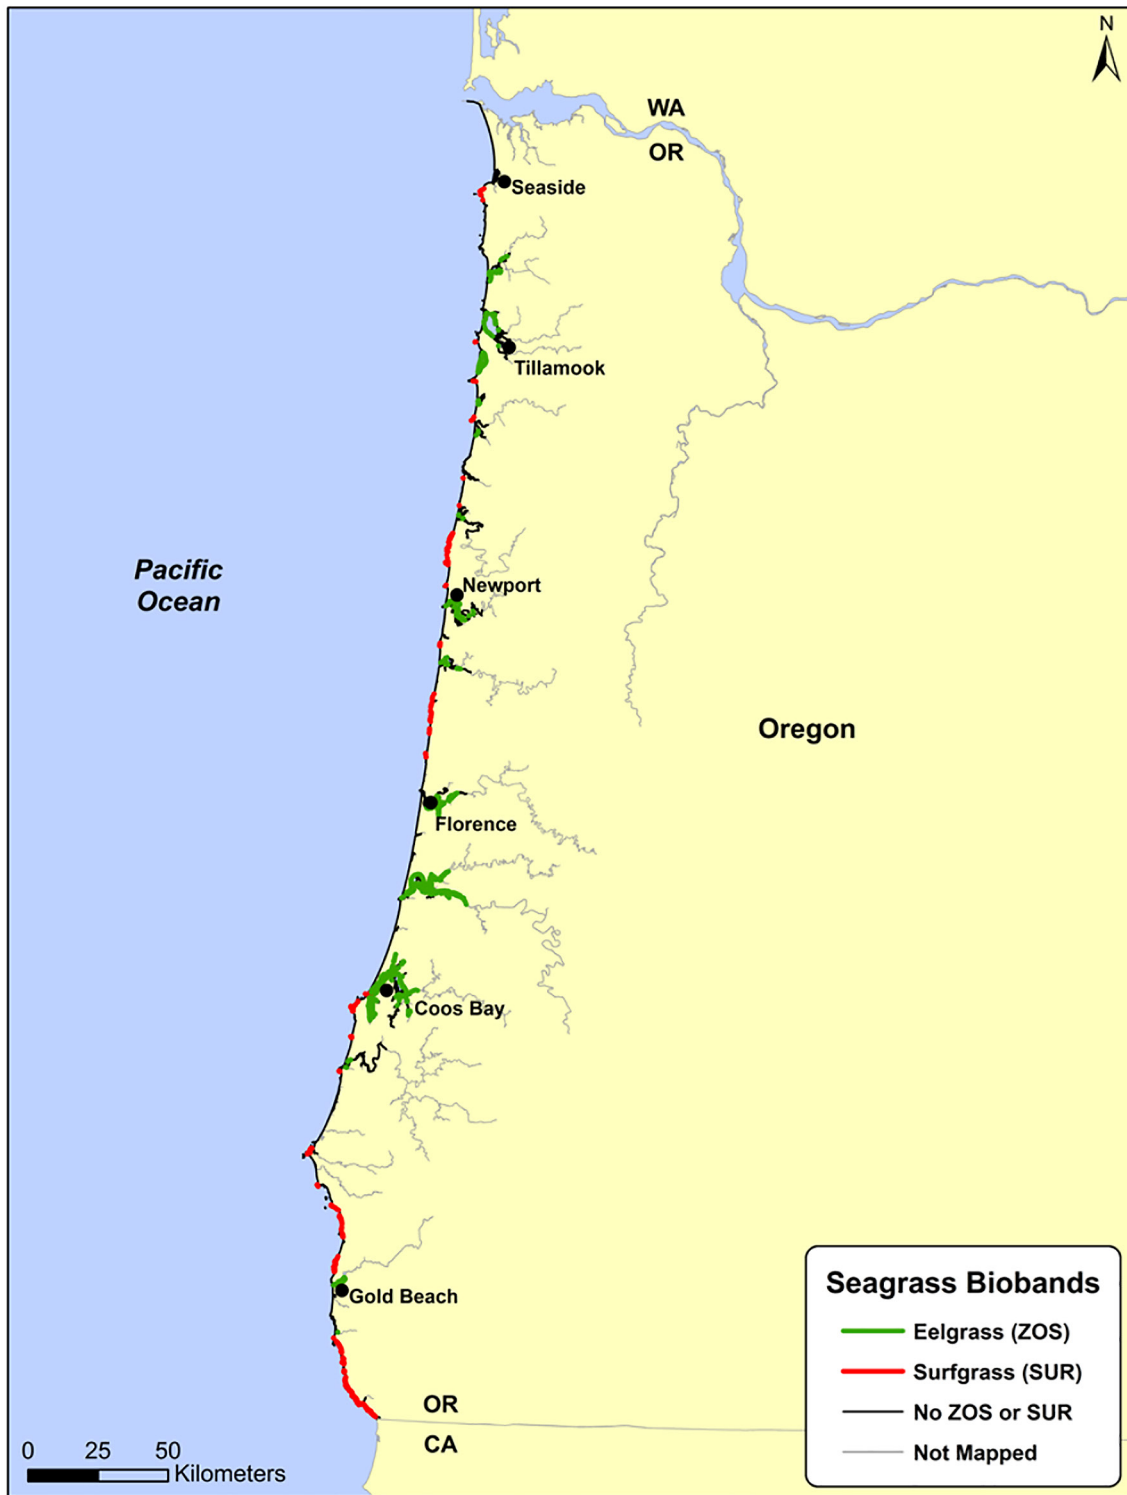 N
WA
OR
Seaside
Tillamook
Pacific
Ocean
Newport
Oregon
Florence
Coos Bay
Gold Beach
Seagrass Biobands
Eelgrass (ZOS)
Surfgrass (SUR)
No ZOS or SUR
Not Mapped
OR
CA
0 25 50
Kilometers